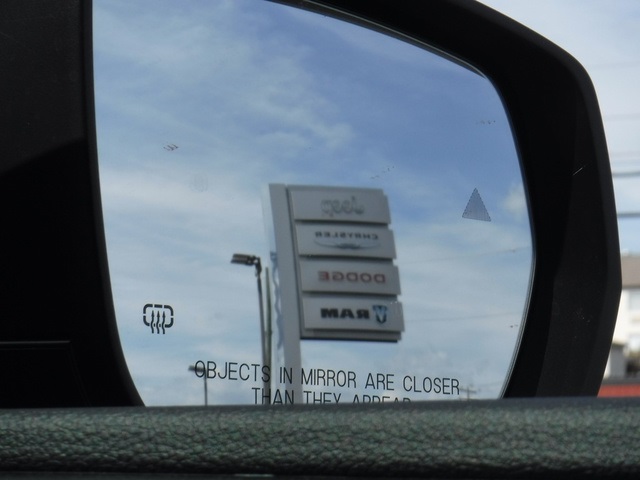 Jeep
CHRYSLER
DODGE
RAM
OBJECTS IN MIRROR ARE CLOSER
THAN THEY APPEAR